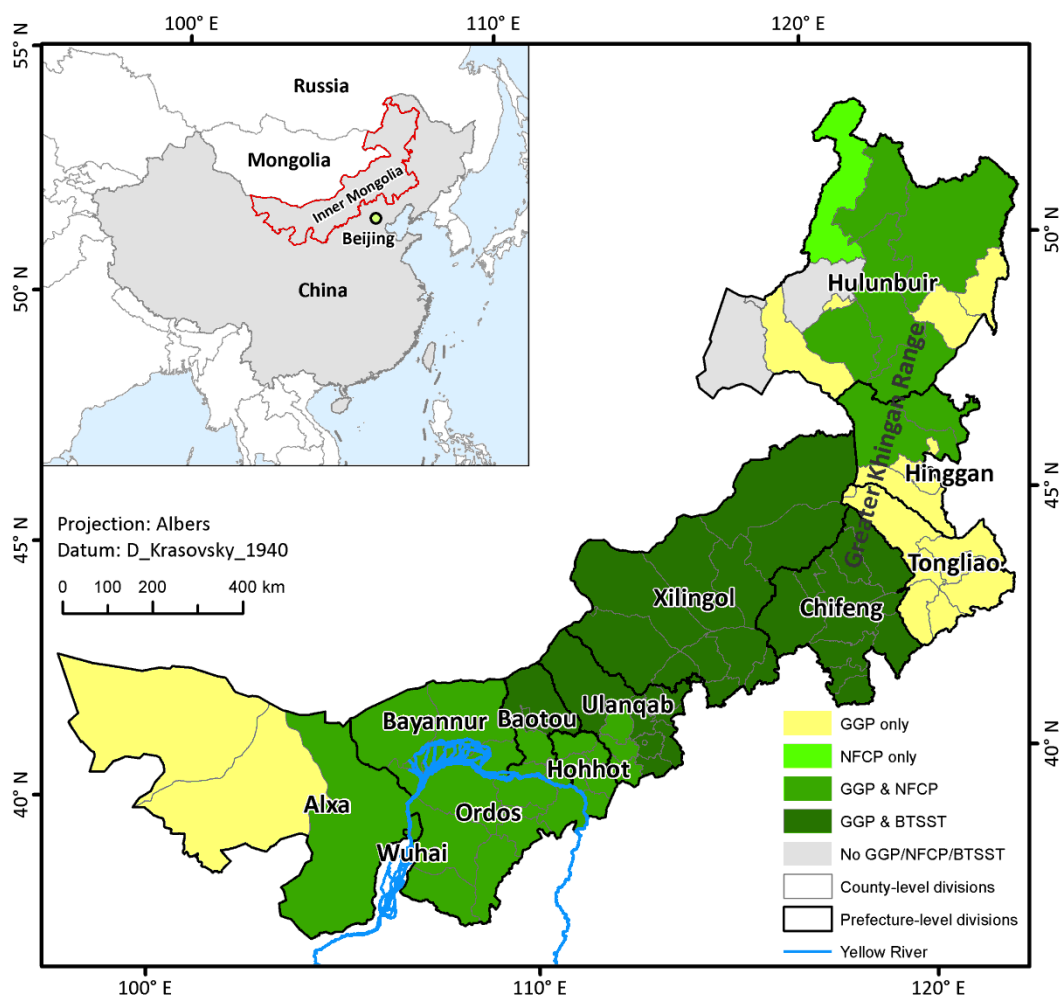 100° E
110° E
120° E
55° N
50° N
45° N
40° N
50° N
45° N
40° N
Russia
Mongolia
Inner Mongolia
Beijing
China
Projection: Albers
Datum: D_Krasovsky_1940
0 100 200 400 km
Hulunbuir
Greater Khingan Range
Hinggan
Tongliao
Xilingol
Chifeng
Ulanqab
Bayannur
Baotou
Hohhot
Alxa
Ordos
Wuhai
GGP only
NFCP only
GGP & NFCP
GGP & BTSST
No GGP/NFCP/BTSST
County-level divisions
Prefecture-level divisions
Yellow River
100° E
110° E
120° E